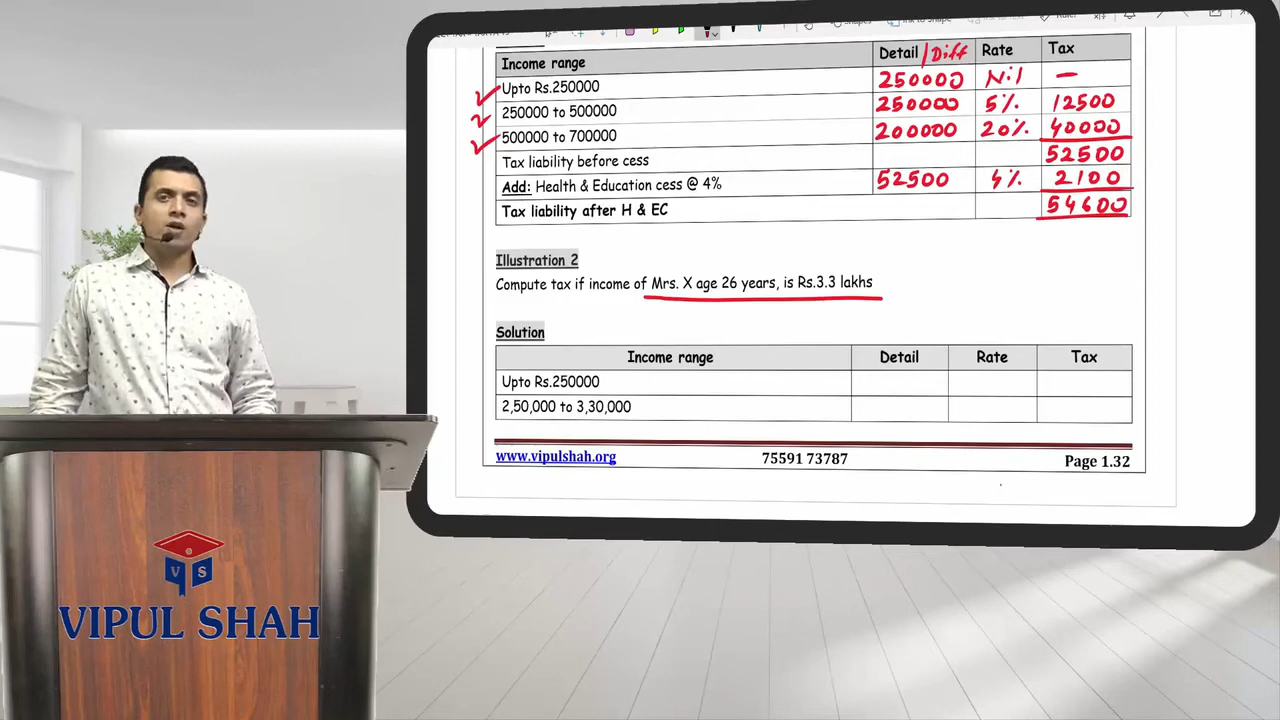 Income range Detail /Diff Rate Tax
Upto Rs.250000 250000 Nil —
250000 to 500000 250000 5% 12500
500000 to 700000 200000 20% 40000
Tax liability before cess 52500
Add: Health & Education cess @ 4% 52500 4% 2100
Tax liability after H & EC 54600
Illustration 2
Compute tax if income of Mrs. X age 26 years, is Rs.3.3 lakhs
Solution
Income range Detail Rate Tax
Upto Rs.250000
2,50,000 to 3,30,000
www.vipulshah.org 75591 73787 Page 1.32
V S
VIPUL SHAH